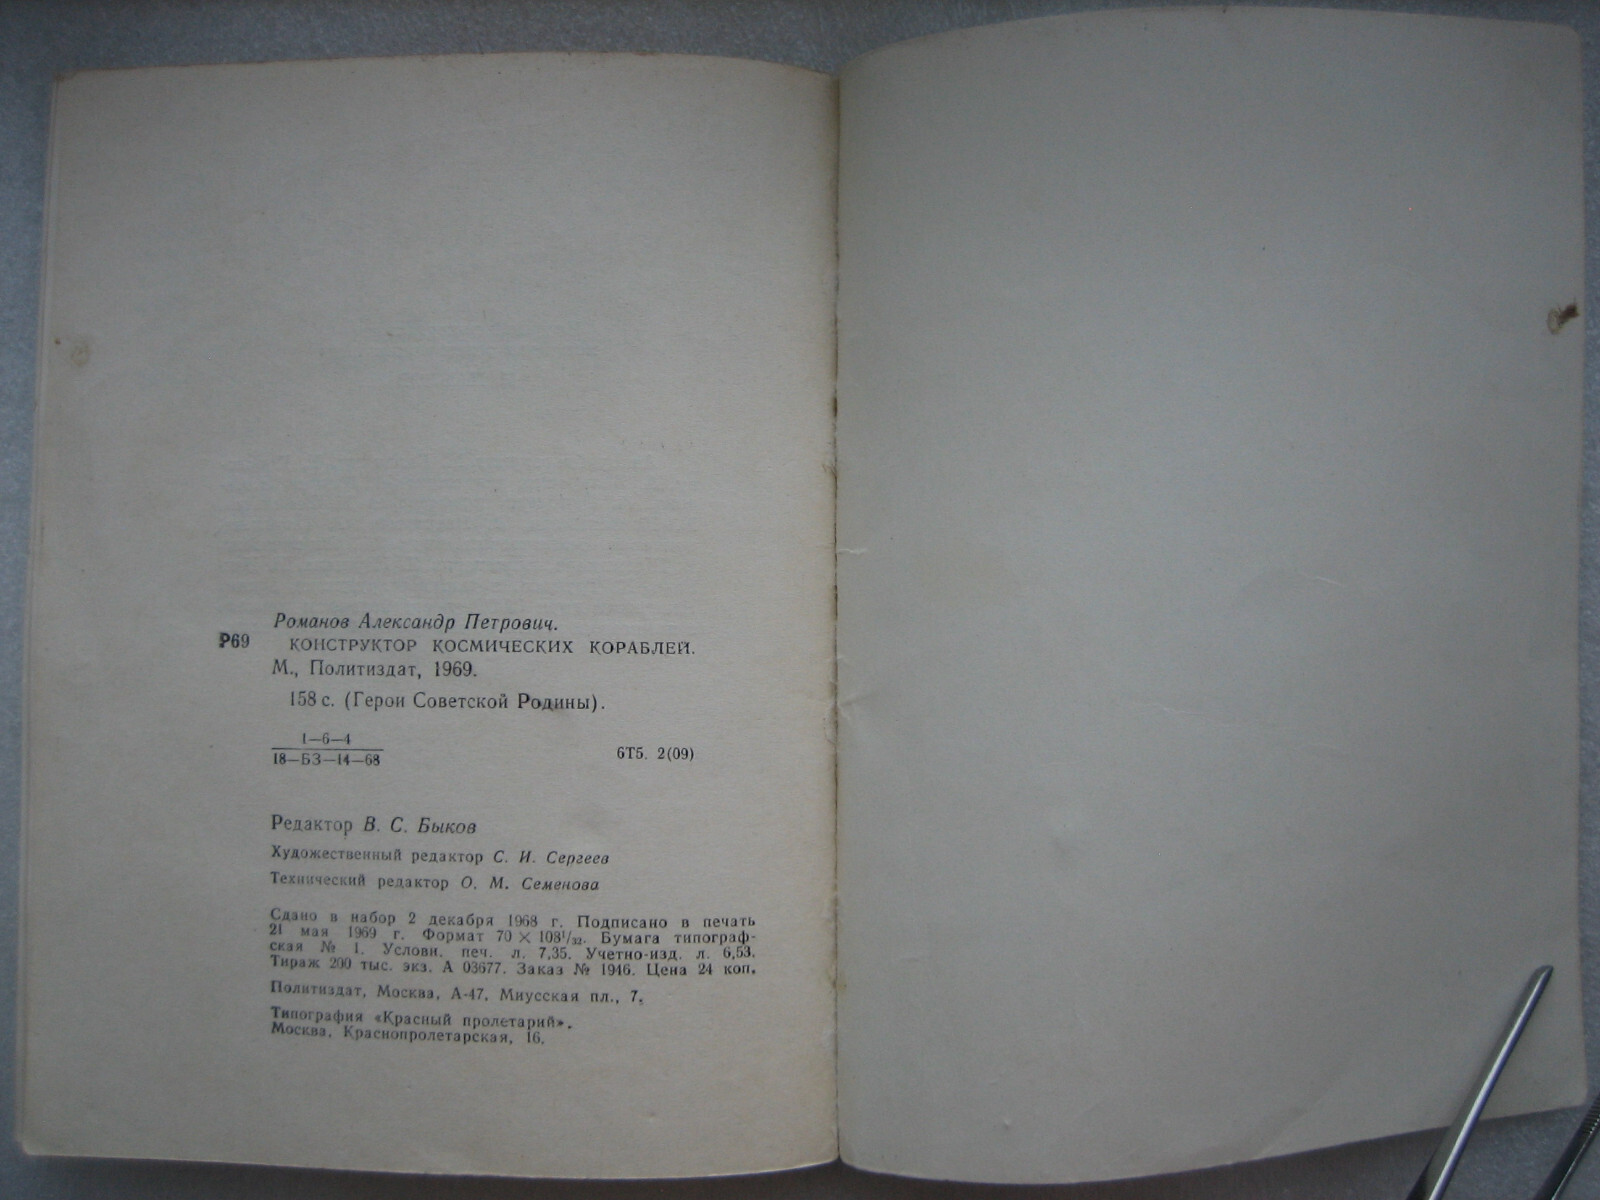 Романов Александр Петрович.
Р69 КОНСТРУКТОР КОСМИЧЕСКИХ КОРАБЛЕЙ.
М., Политиздат, 1969.
158 с. (Герои Советской Родины).
1—6—4
18—БЗ—14—68
6Т5. 2(09)
Редактор В. С. Быков
Художественный редактор С. И. Сергеев
Технический редактор О. М. Семенова
Сдано в набор 2 декабря 1968 г. Подписано в печать
21 мая 1969 г. Формат 70 × 108¹/₃₂. Бумага типограф-
ская № 1. Условн. печ. л. 7,35. Учетно-изд. л. 6,53.
Тираж 200 тыс. экз. А 03677. Заказ № 1946. Цена 24 коп.
Политиздат, Москва, А-47, Миусская пл., 7.
Типография «Красный пролетарий».
Москва, Краснопролетарская, 16.